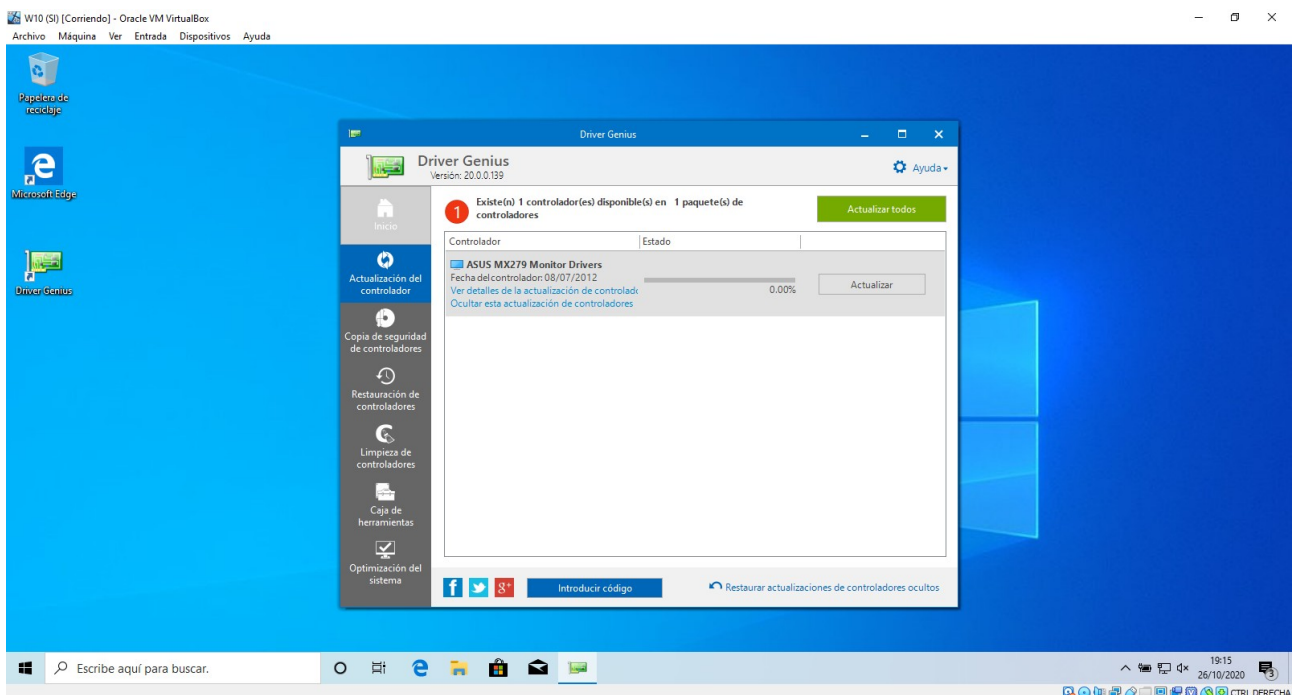 W10 (SI) [Corriendo] - Oracle VM VirtualBox
Archivo Máquina Ver Entrada Dispositivos Ayuda
Papelera de
reciclaje
Microsoft Edge
Driver Genius
Driver Genius
Driver Genius
Versión: 20.0.0.139
Ayuda
Inicio
Actualización del
controlador
Copia de seguridad
de controladores
Restauración de
controladores
Limpieza de
controladores
Caja de
herramientas
Optimización del
sistema
1
Existe(n) 1 controlador(es) disponible(s) en 1 paquete(s) de
controladores
Actualizar todos
Controlador Estado
ASUS MX279 Monitor Drivers
Fecha del controlador: 08/07/2012
Ver detalles de la actualización de controlad
Ocultar esta actualización de controladores
0.00%
Actualizar
f g+ Introducir código Restaurar actualizaciones de controladores ocultos
Escribe aquí para buscar.
19:15
26/10/2020
3
CTRL DERECHA